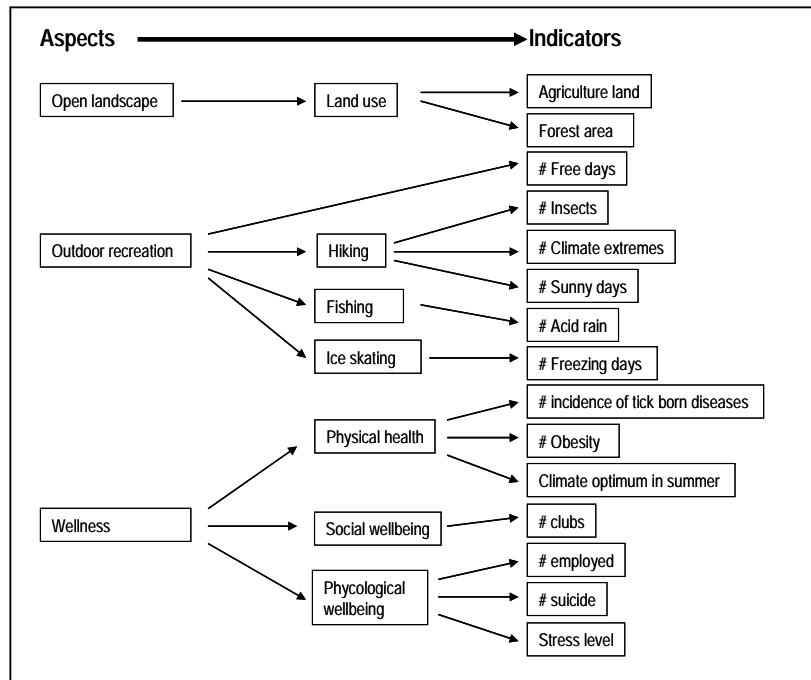 Aspects
Indicators
Open landscape
Land use
Agriculture land
Forest area
# Free days
# Insects
Outdoor recreation
Hiking
# Climate extremes
# Sunny days
Fishing
# Acid rain
Ice skating
# Freezing days
# incidence of tick born diseases
Physical health
# Obesity
Climate optimum in summer
Wellness
Social wellbeing
# clubs
# employed
Phycological
wellbeing
# suicide
Stress level